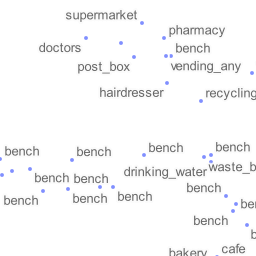 supermarket
pharmacy
doctors
bench
post_box
vending_any
hairdresser
recycling
bench
bench
bench
bench
drinking_water
waste_b
bench
bench
bench
bench
bench
bench
be
bench
b
cafe
bakery